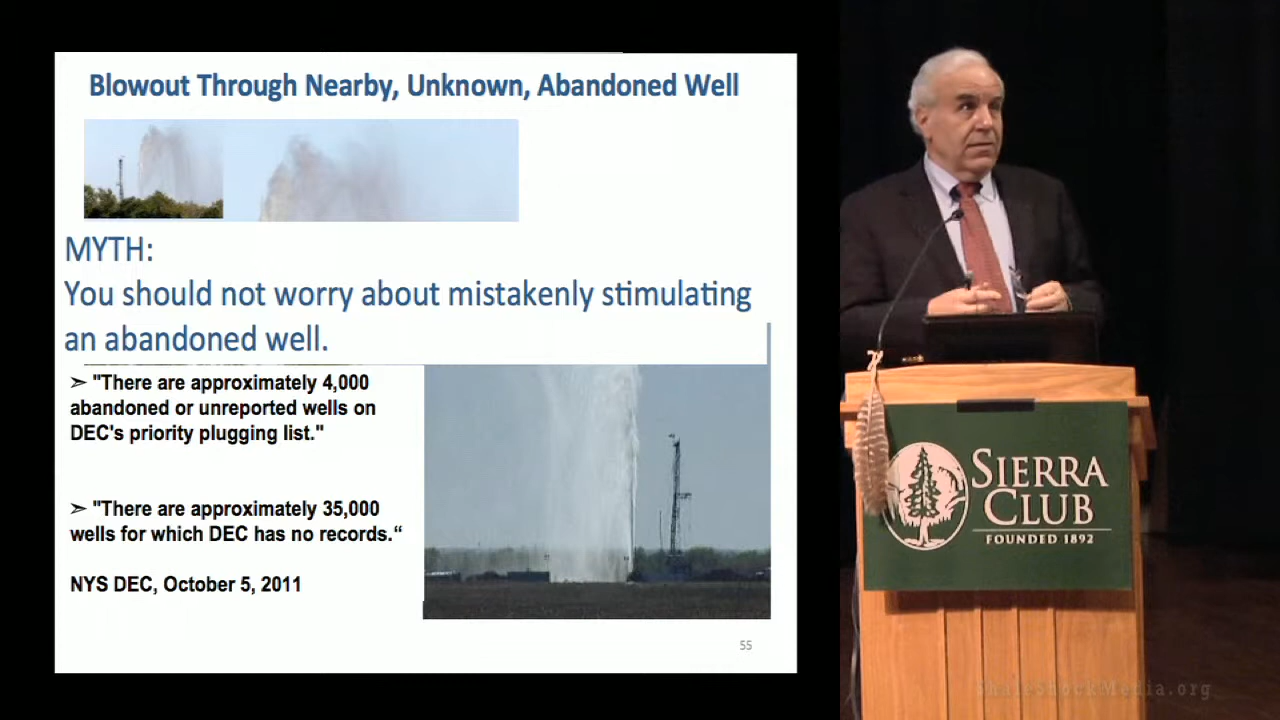 Blowout Through Nearby, Unknown, Abandoned Well
MYTH:
You should not worry about mistakenly stimulating
an abandoned well.
➢ "There are approximately 4,000
abandoned or unreported wells on
DEC's priority plugging list."
➢ "There are approximately 35,000
wells for which DEC has no records.“
NYS DEC, October 5, 2011
55
SIERRA
CLUB
FOUNDED 1892
ShaleShockMedia.org